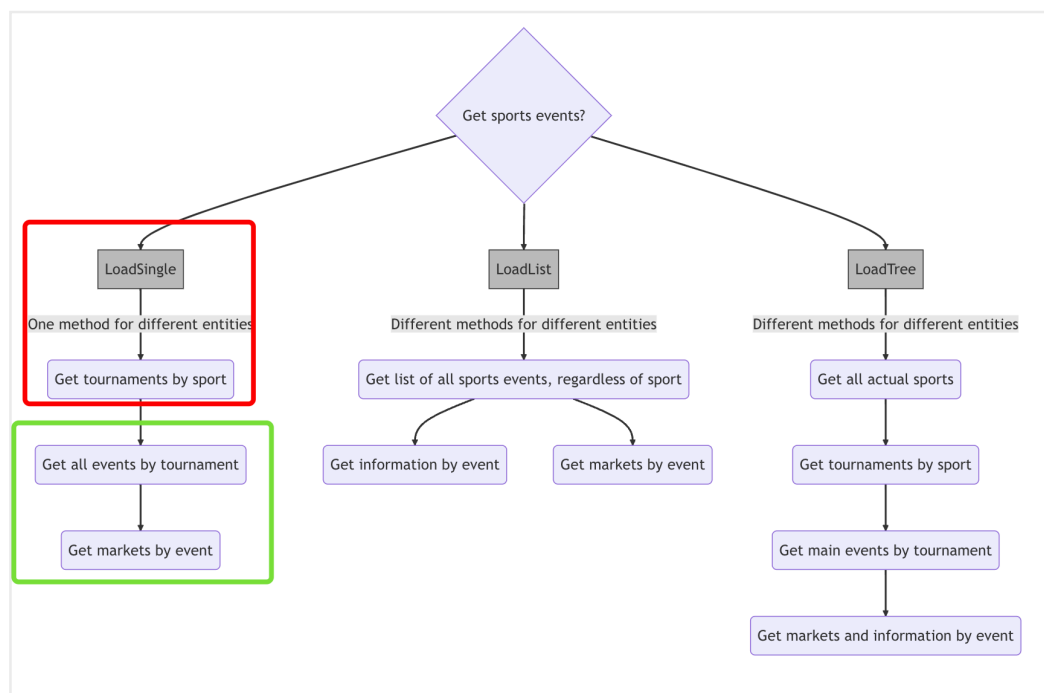 Get sports events?
LoadSingle
LoadList
LoadTree
One method for different entities
Different methods for different entities
Different methods for different entities
Get tournaments by sport
Get list of all sports events, regardless of sport
Get all actual sports
Get all events by tournament
Get information by event
Get markets by event
Get tournaments by sport
Get markets by event
Get main events by tournament
Get markets and information by event